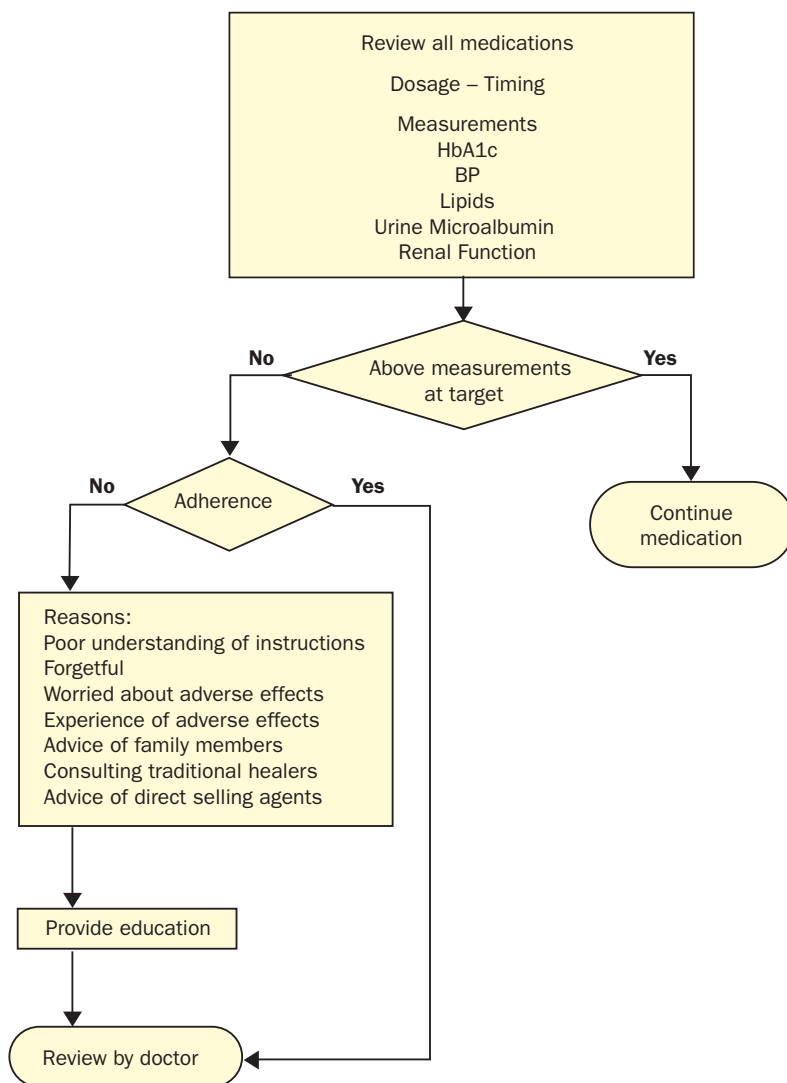 Review all medications
Dosage – Timing
Measurements
HbA1c
BP
Lipids
Urine Microalbumin
Renal Function
No
Above measurements
at target
Yes
No
Adherence
Yes
Continue
medication
Reasons:
Poor understanding of instructions
Forgetful
Worried about adverse effects
Experience of adverse effects
Advice of family members
Consulting traditional healers
Advice of direct selling agents
Provide education
Review by doctor